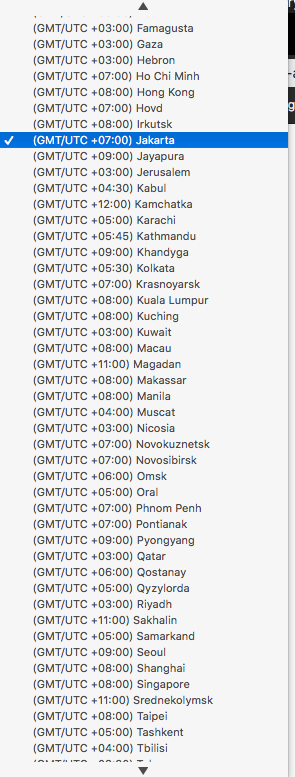 (GMT/UTC +03:00) Famagusta
(GMT/UTC +03:00) Gaza
(GMT/UTC +03:00) Hebron
(GMT/UTC +07:00) Ho Chi Minh
(GMT/UTC +08:00) Hong Kong
(GMT/UTC +07:00) Hovd
(GMT/UTC +08:00) Irkutsk
(GMT/UTC +07:00) Jakarta
(GMT/UTC +09:00) Jayapura
(GMT/UTC +03:00) Jerusalem
(GMT/UTC +04:30) Kabul
(GMT/UTC +12:00) Kamchatka
(GMT/UTC +05:00) Karachi
(GMT/UTC +05:45) Kathmandu
(GMT/UTC +09:00) Khandyga
(GMT/UTC +05:30) Kolkata
(GMT/UTC +07:00) Krasnoyarsk
(GMT/UTC +08:00) Kuala Lumpur
(GMT/UTC +08:00) Kuching
(GMT/UTC +03:00) Kuwait
(GMT/UTC +08:00) Macau
(GMT/UTC +11:00) Magadan
(GMT/UTC +08:00) Makassar
(GMT/UTC +08:00) Manila
(GMT/UTC +04:00) Muscat
(GMT/UTC +03:00) Nicosia
(GMT/UTC +07:00) Novokuznetsk
(GMT/UTC +07:00) Novosibirsk
(GMT/UTC +06:00) Omsk
(GMT/UTC +05:00) Oral
(GMT/UTC +07:00) Phnom Penh
(GMT/UTC +07:00) Pontianak
(GMT/UTC +09:00) Pyongyang
(GMT/UTC +03:00) Qatar
(GMT/UTC +06:00) Qostanay
(GMT/UTC +05:00) Qyzylorda
(GMT/UTC +03:00) Riyadh
(GMT/UTC +11:00) Sakhalin
(GMT/UTC +05:00) Samarkand
(GMT/UTC +09:00) Seoul
(GMT/UTC +08:00) Shanghai
(GMT/UTC +08:00) Singapore
(GMT/UTC +11:00) Srednekolymsk
(GMT/UTC +08:00) Taipei
(GMT/UTC +05:00) Tashkent
(GMT/UTC +04:00) Tbilisi